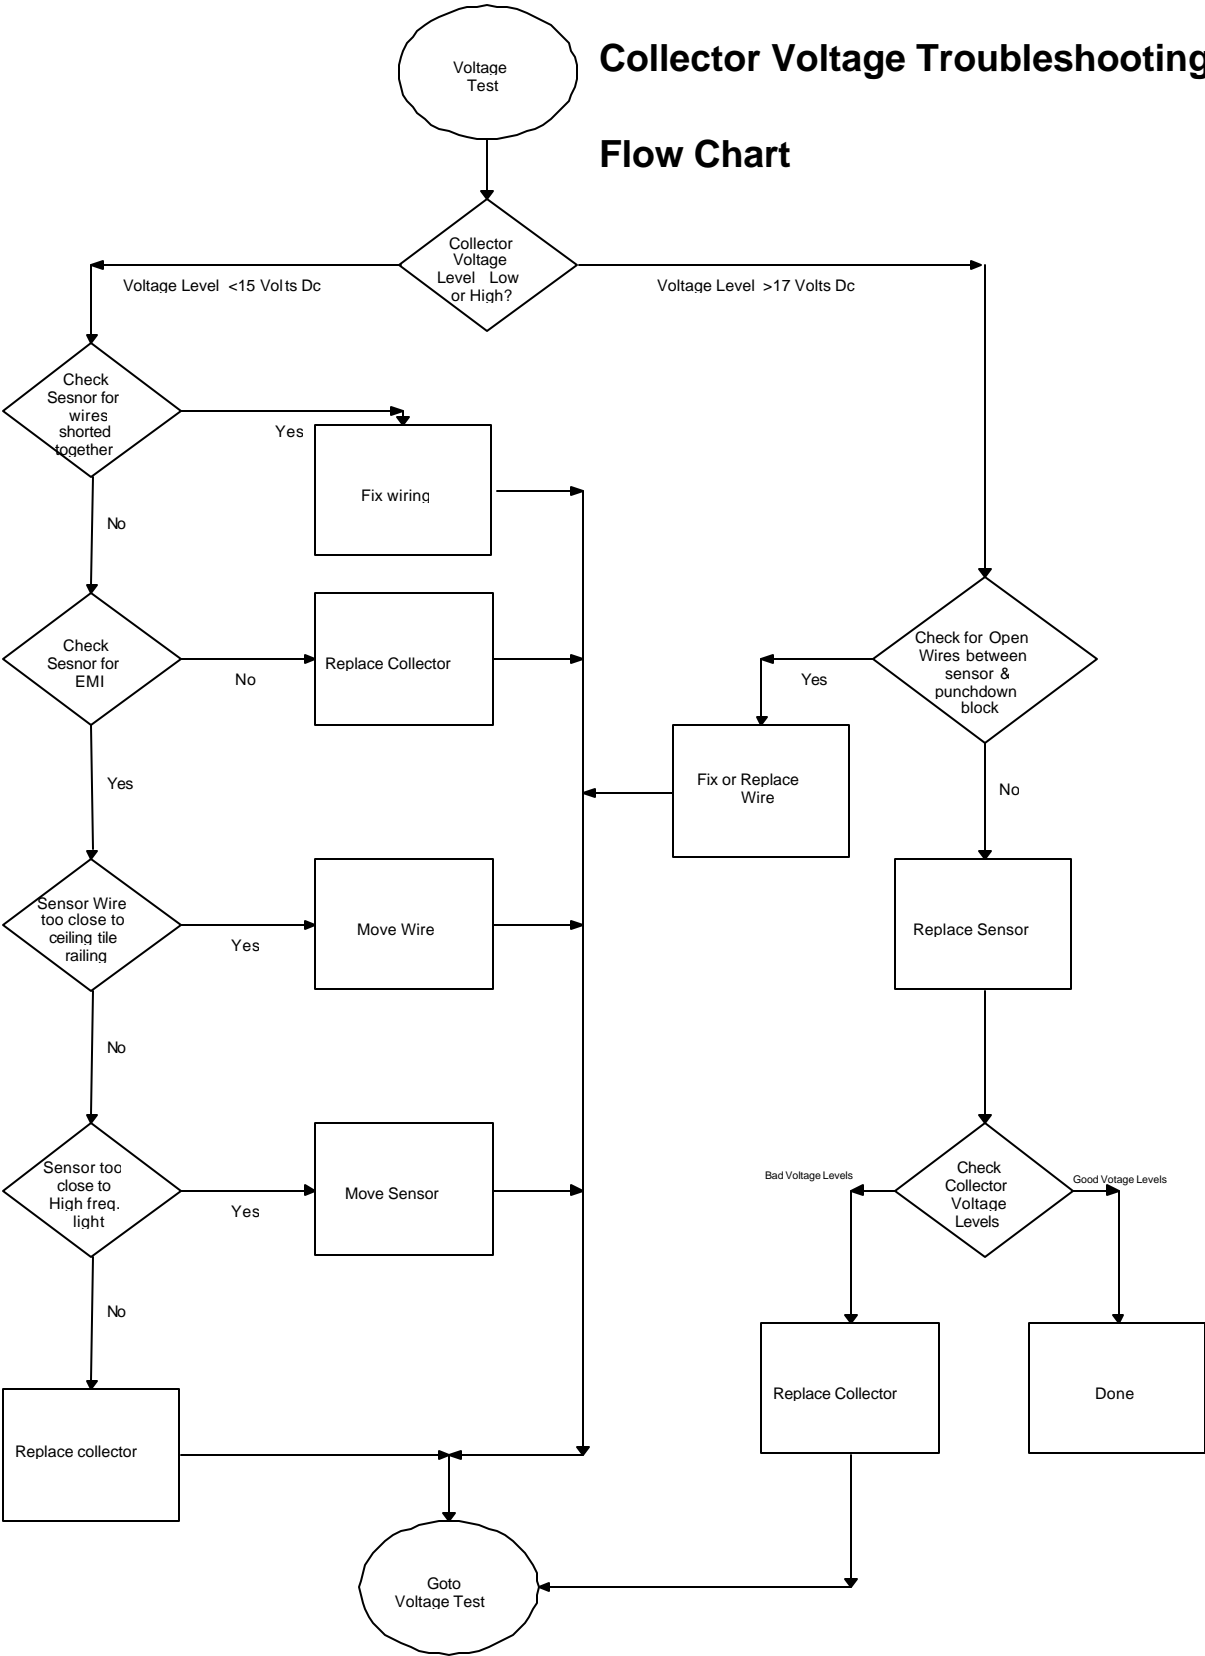 Voltage
Test
Collector Voltage Troubleshooting
Flow Chart
Collector
Voltage
Level Low
or High?
Voltage Level <15 Volts Dc
Voltage Level >17 Volts Dc
Check
Sesnor for
wires
shorted
together
Yes
Fix wiring
No
Check
Sesnor for
EMI
No
Replace Collector
Yes
Check for Open
Wires between
sensor &
punchdown
block
Yes
Fix or Replace
Wire
No
Sensor Wire
too close to
ceiling tile
railing
Yes
Move Wire
Replace Sensor
No
Sensor too
close to
High freq.
light
Yes
Move Sensor
Bad Voltage Levels
Check
Collector
Voltage
Levels
Good Votage Levels
No
Replace collector
Replace Collector
Done
Goto
Voltage Test